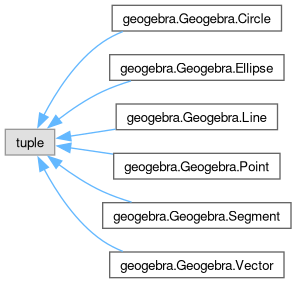 geogebra.Geogebra.Circle
geogebra.Geogebra.Ellipse
geogebra.Geogebra.Line
tuple
geogebra.Geogebra.Point
geogebra.Geogebra.Segment
geogebra.Geogebra.Vector